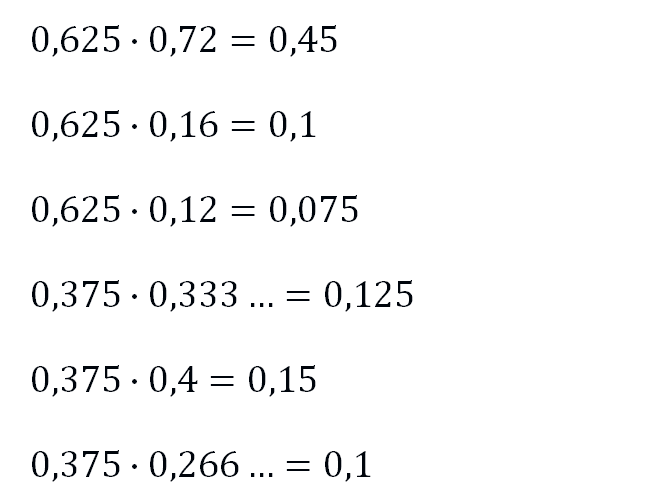 0,625 · 0,72 = 0,45
0,625 · 0,16 = 0,1
0,625 · 0,12 = 0,075
0,375 · 0,333 … = 0,125
0,375 · 0,4 = 0,15
0,375 · 0,266 … = 0,1